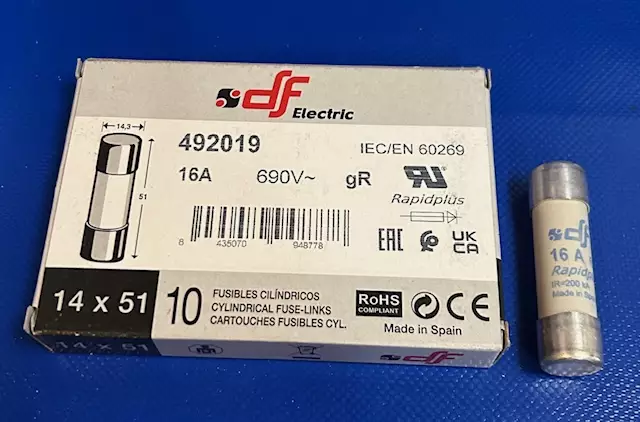 df Electric
492019
IEC/EN 60269
16A 690V~ gR
Rapidplus
14,3
51
8 435070 948778
EAC
UK
CA
14 x 51
10
FUSIBLES CILÍNDRICOS
CYLINDRICAL FUSE-LINKS
CARTOUCHES FUSIBLES CYL.
RoHS
COMPLIANT
CE
Made in Spain
14 x 51
df
16 A
Rapidplu
IR=200 kA
Made in Spain